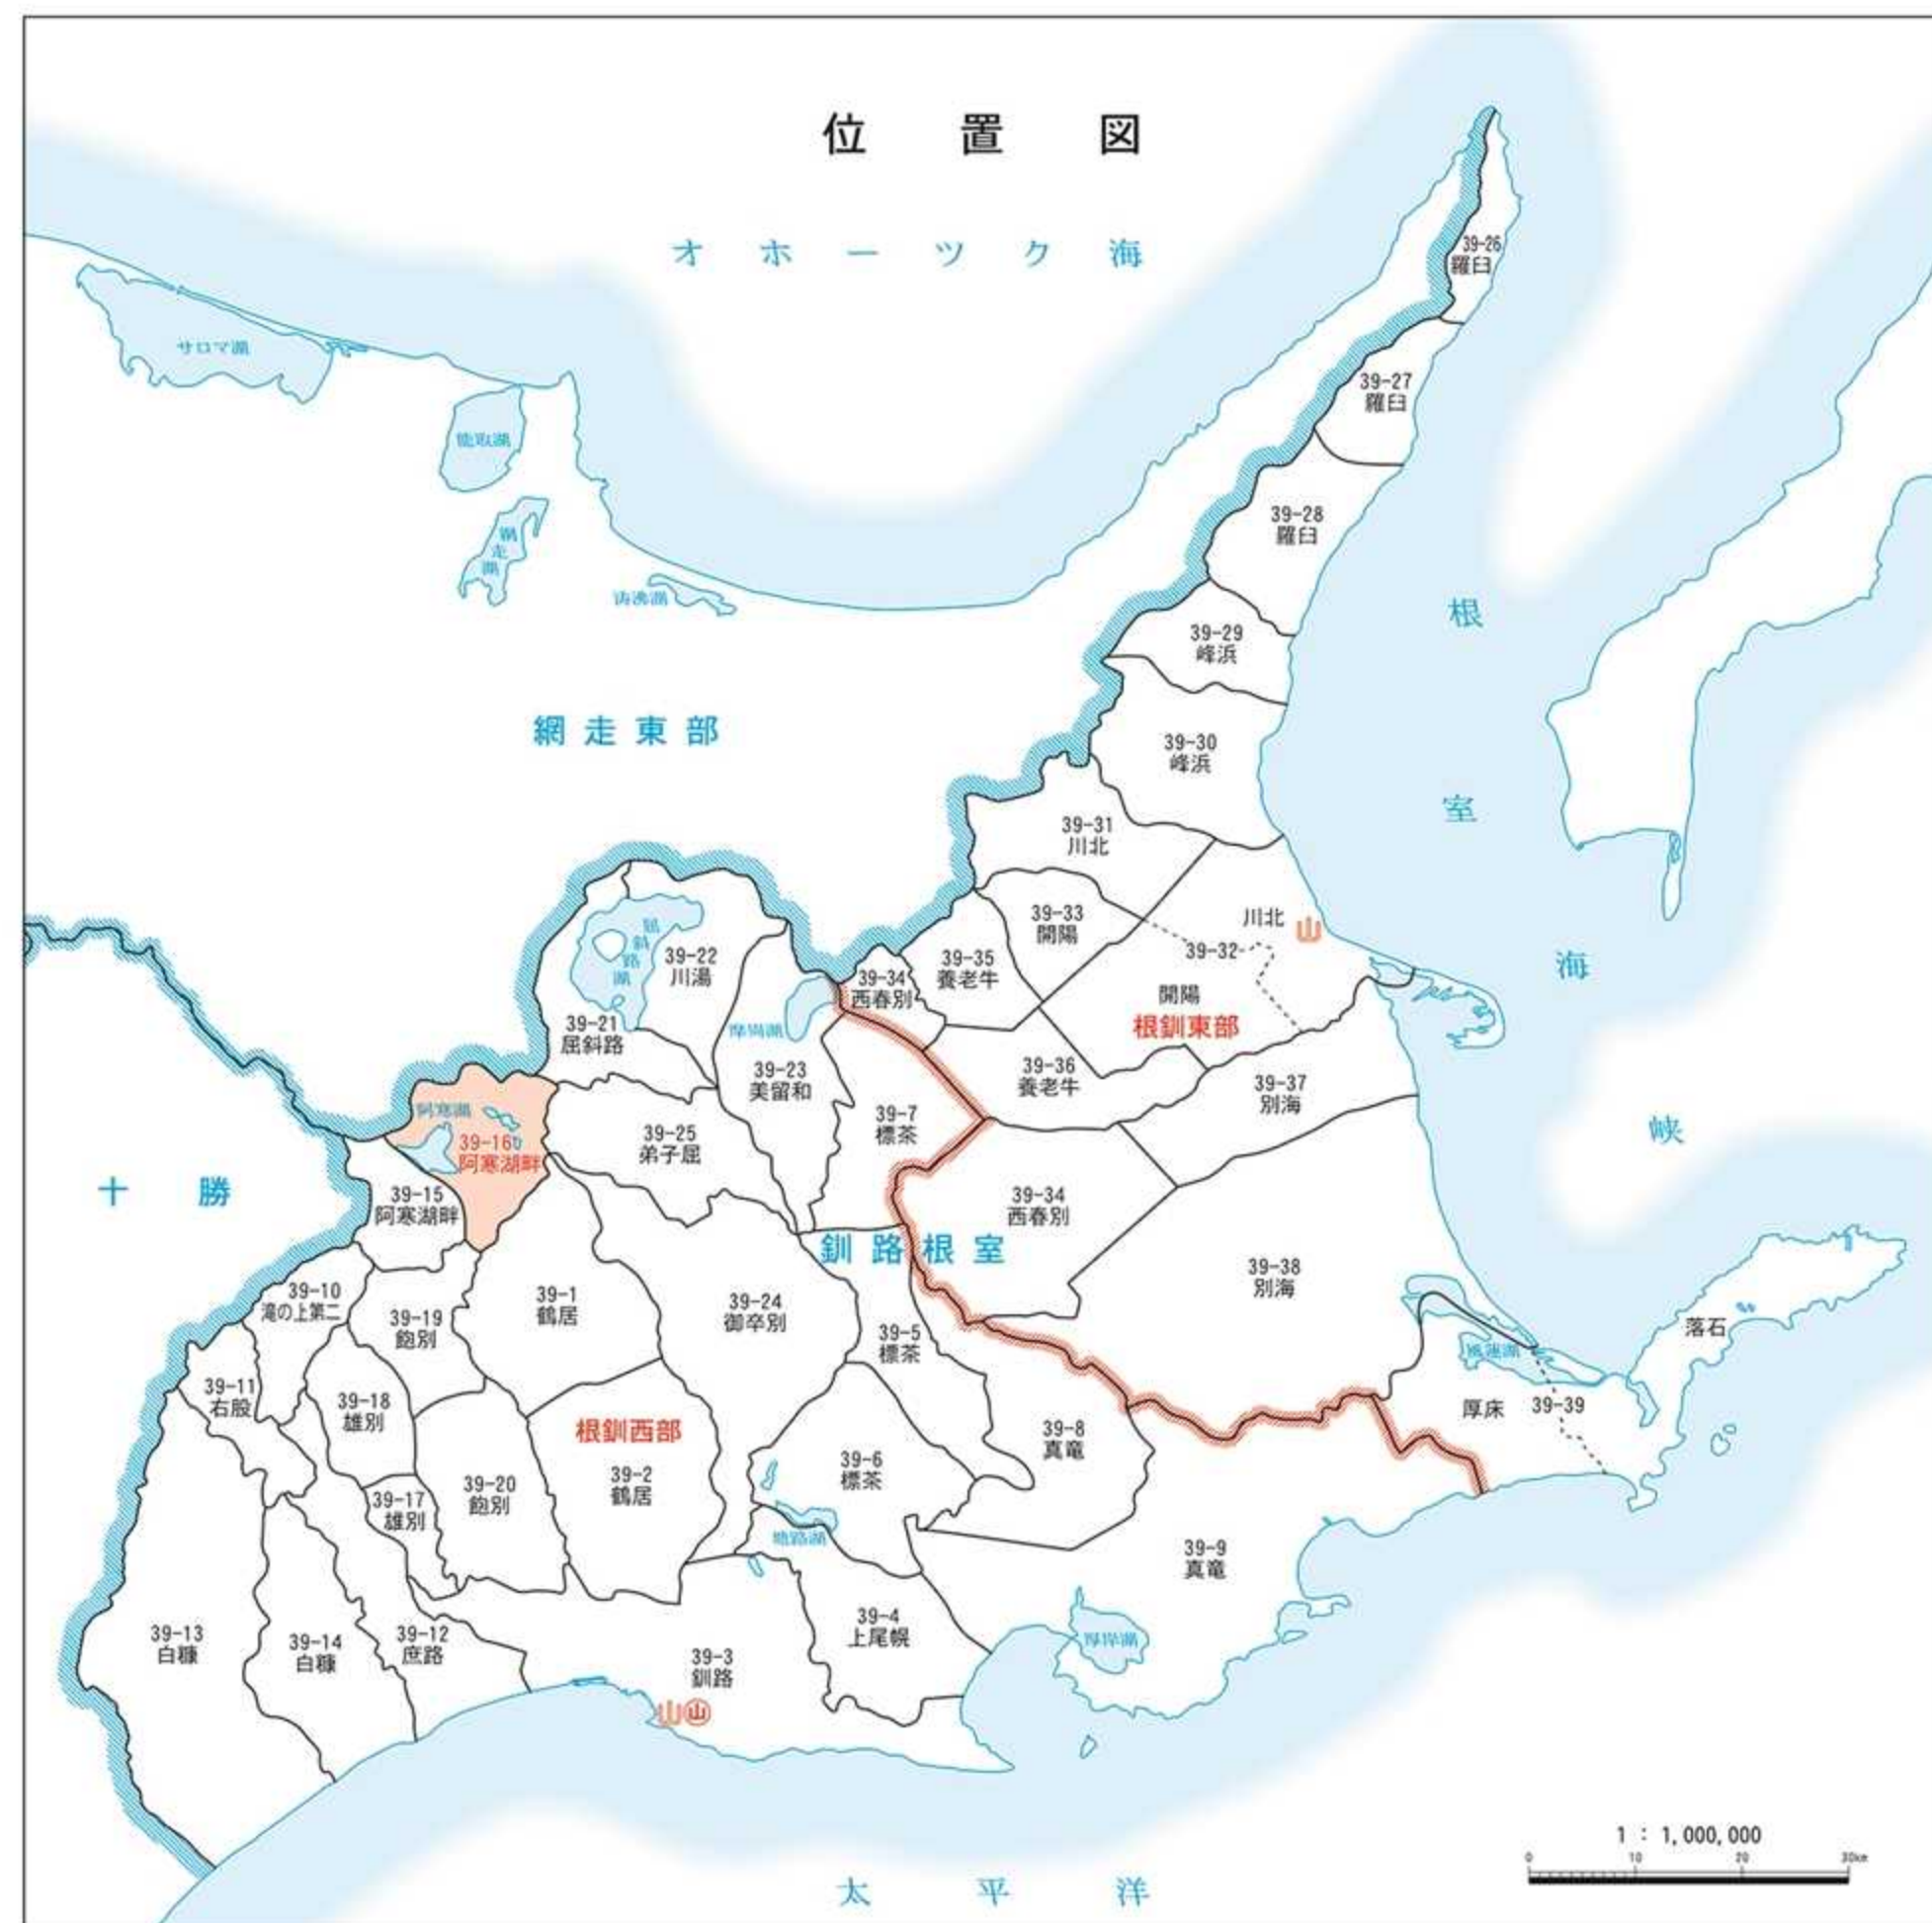 位置図
オホーツク海
39-26
羅臼
サロマ湖
39-27
羅臼
能取湖
39-28
羅臼
網走湖
涛沸湖
根室海峡
39-29
峰浜
網走東部
39-30
峰浜
39-31
川北
39-33
開陽
川北
山
39-32
屈斜路湖
39-22
川湯
39-35
養老牛
39-34
西春別
開陽
根釧東部
39-21
屈斜路
摩周湖
39-23
美留和
39-36
養老牛
39-37
別海
阿寒湖
39-16
阿寒湖畔
39-25
弟子屈
39-7
標茶
十勝
39-15
阿寒湖畔
39-34
西春別
釧路根室
39-38
別海
39-10
滝の上第二
39-19
飽別
39-1
鶴居
39-24
御卒別
39-5
標茶
落石
風蓮湖
39-11
右股
39-18
雄別
根釧西部
厚床
39-39
39-8
真竜
39-6
標茶
39-2
鶴居
39-20
飽別
39-17
雄別
塘路湖
39-9
真竜
39-13
白糠
39-14
白糠
39-12
庶路
39-3
釧路
39-4
上尾幌
厚岸湖
山 山
1 : 1,000,000
0 10 20 30km
太平洋